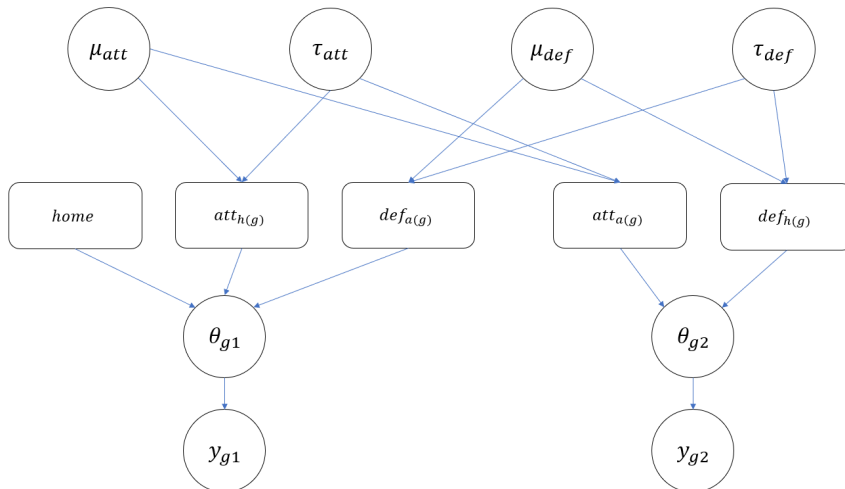 μ_att τ_att μ_def τ_def
home att_h(g) def_a(g) att_a(g) def_h(g)
θ_g1 θ_g2
y_g1 y_g2